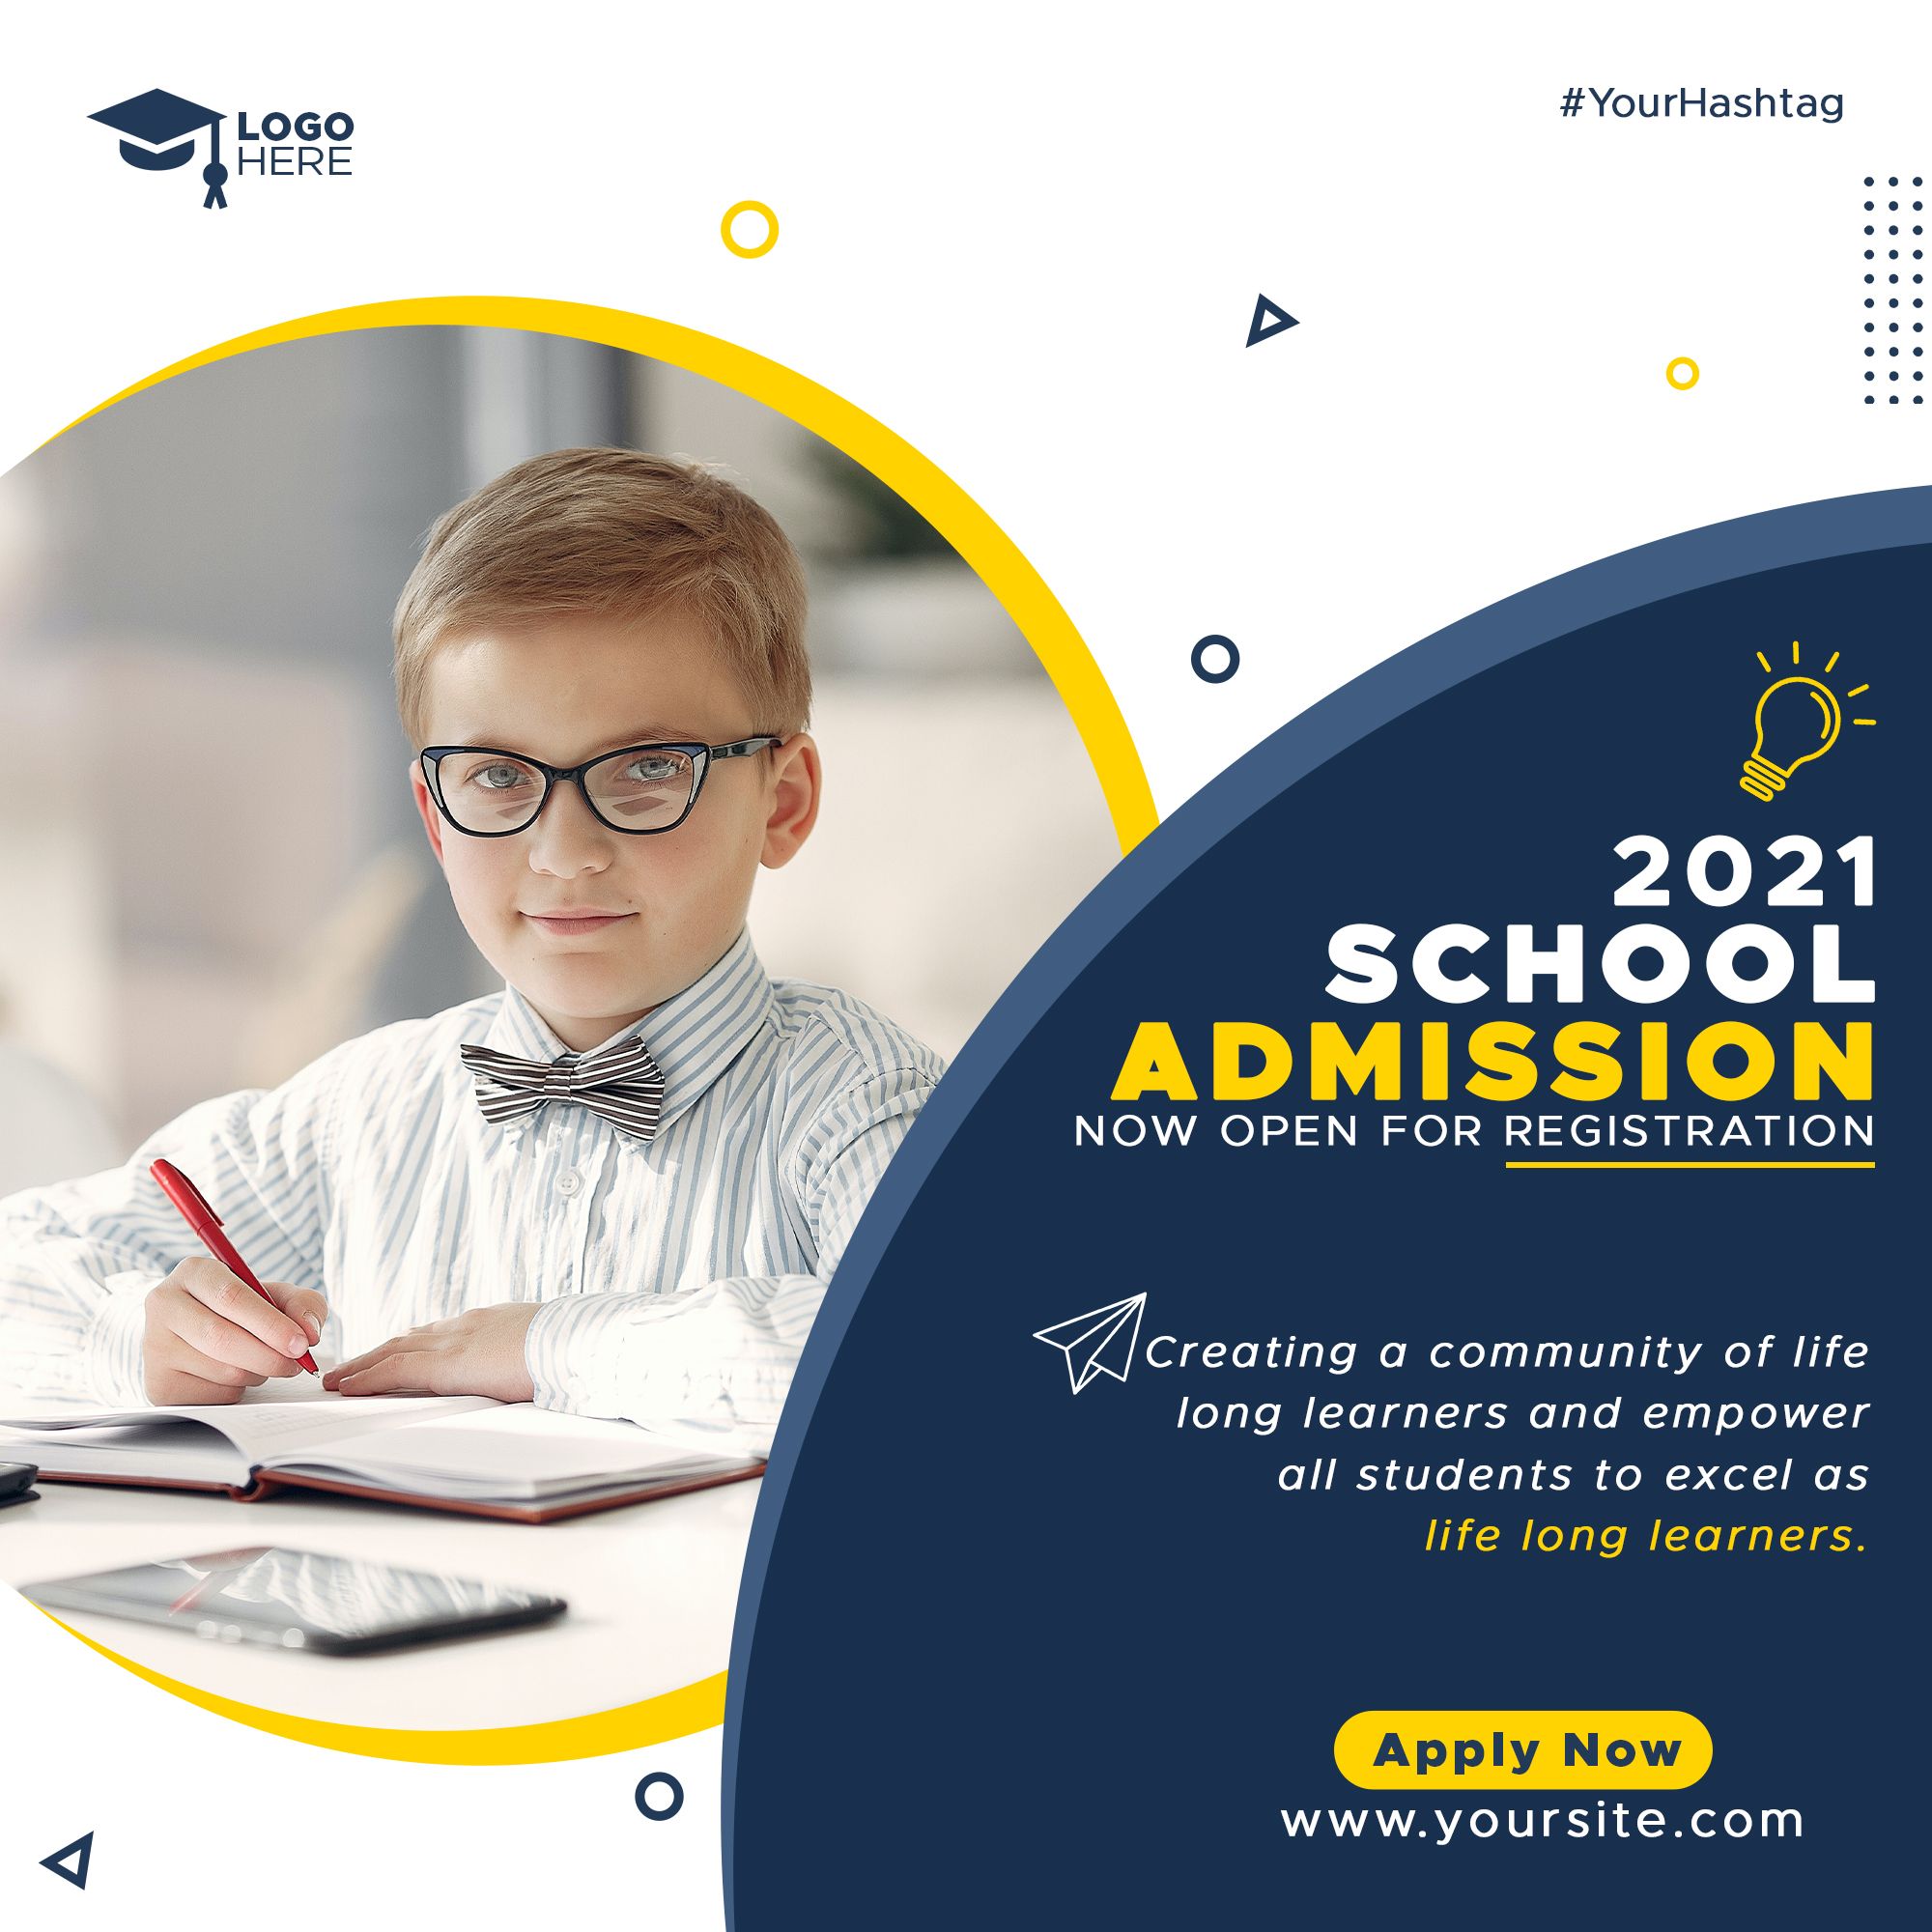 LOGO
HERE
#YourHashtag
2021
SCHOOL
ADMISSION
NOW OPEN FOR REGISTRATION
Creating a community of life
long learners and empower
all students to excel as
life long learners.
Apply Now
www.yoursite.com